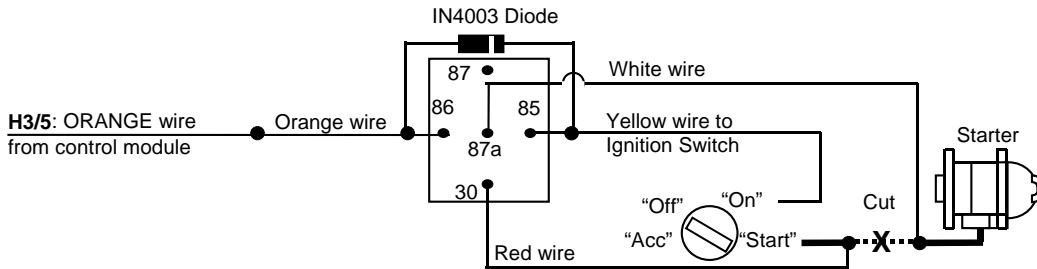 IN4003 Diode
87
White wire
86
85
H3/5: ORANGE wire
from control module
Orange wire
87a
Yellow wire to
Ignition Switch
Starter
30
"Off"
"On"
Cut
"Acc"
"Start"
X
Red wire